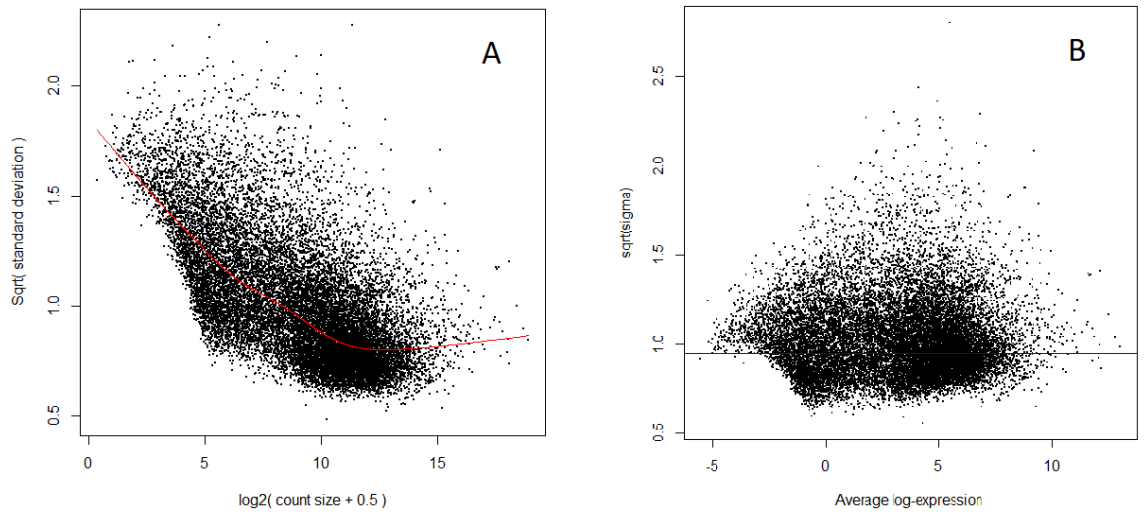 A
2.0
1.5
1.0
0.5
Sqrt( standard deviation )
0 5 10 15
log2( count size + 0.5 )
B
2.5
2.0
1.5
1.0
0.5
sqrt(sigma)
-5 0 5 10
Average log-expression